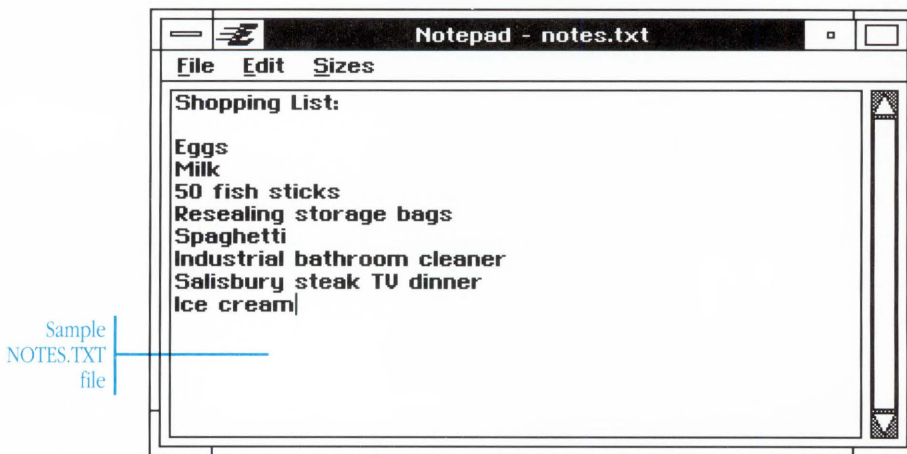 Notepad - notes.txt
File Edit Sizes
Shopping List:
Eggs
Milk
50 fish sticks
Resealing storage bags
Spaghetti
Industrial bathroom cleaner
Salisbury steak TV dinner
Ice cream
Sample
NOTES.TXT
file